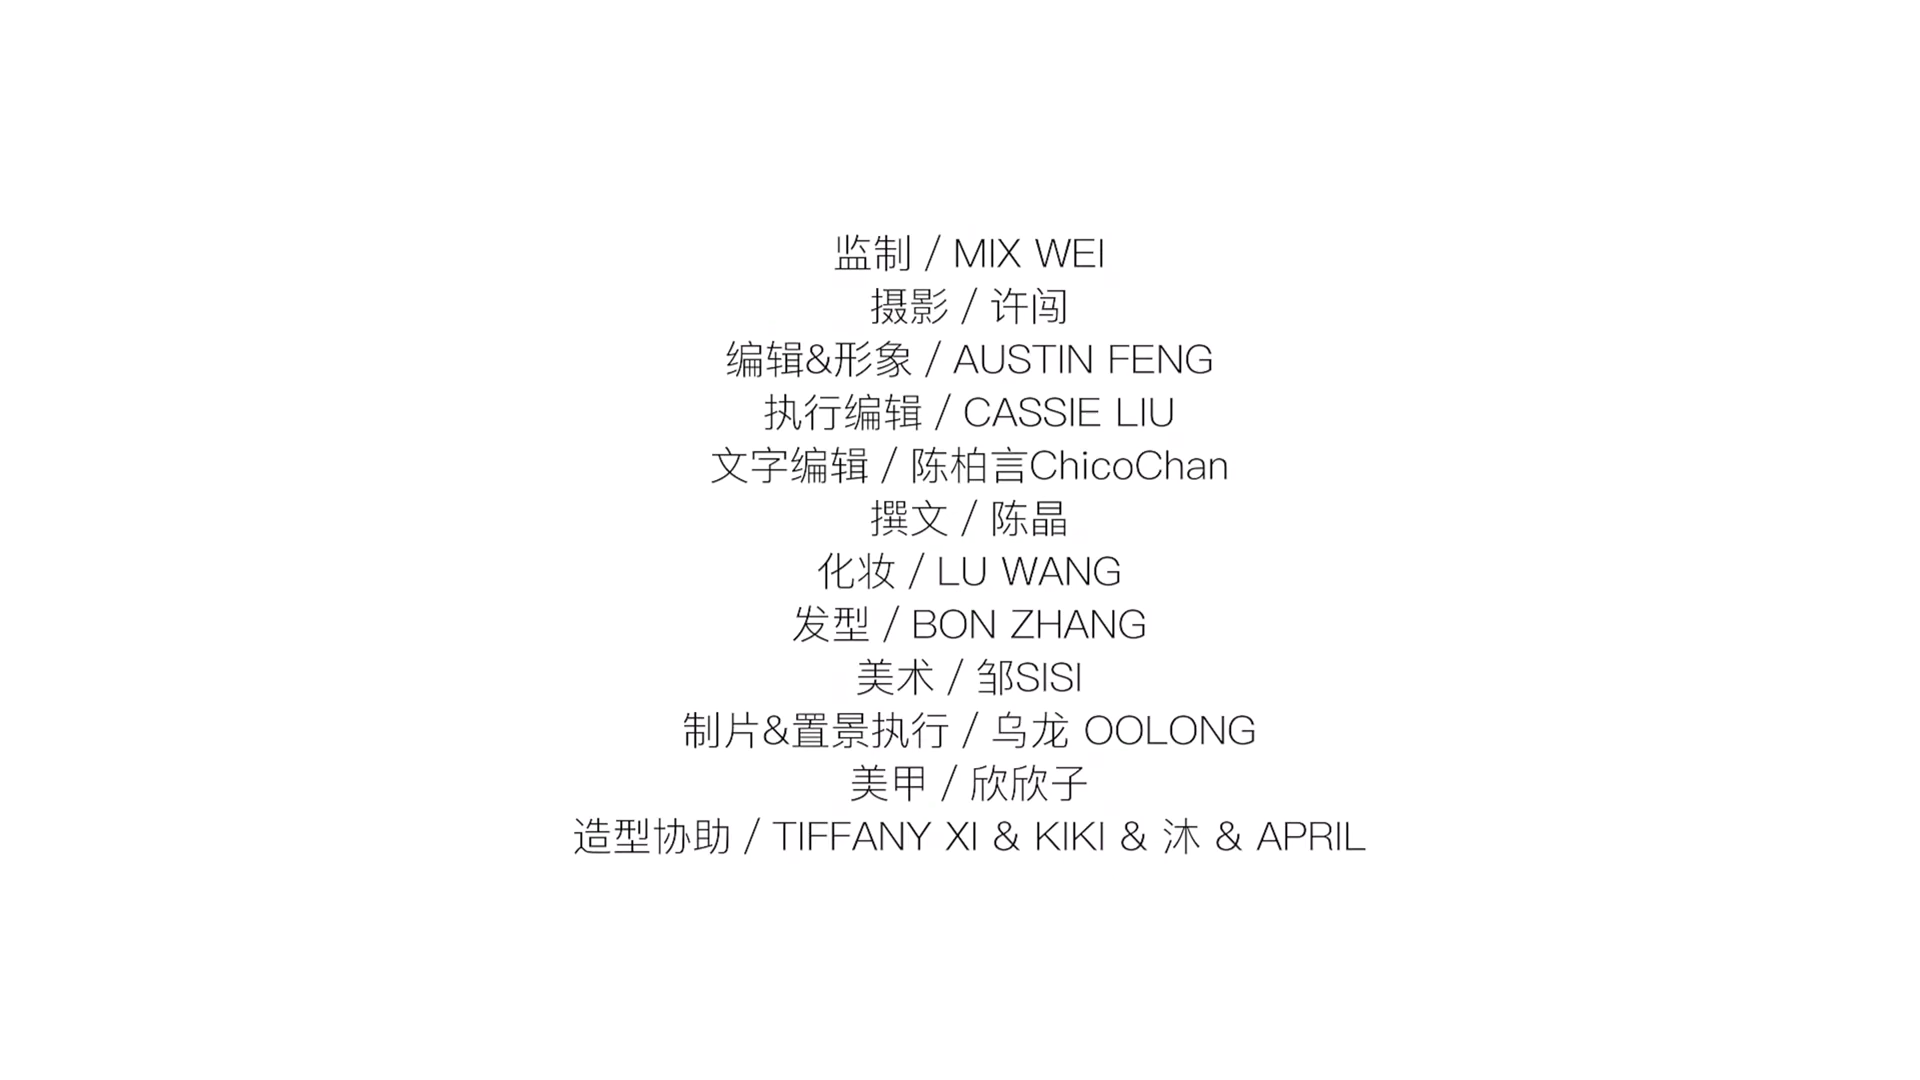 监制 / MIX WEI
摄影 / 许闯
编辑&形象 / AUSTIN FENG
执行编辑 / CASSIE LIU
文字编辑 / 陈柏言ChicoChan
撰文 / 陈晶
化妆 / LU WANG
发型 / BON ZHANG
美术 / 邹SISI
制片&置景执行 / 乌龙 OOLONG
美甲 / 欣欣子
造型协助 / TIFFANY XI & KIKI & 沐 & APRIL